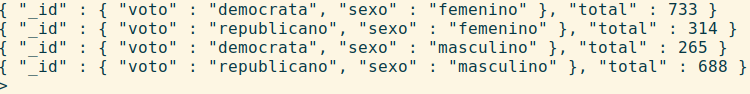 { "_id" : { "voto" : "democrata", "sexo" : "femenino" }, "total" : 733 }
{ "_id" : { "voto" : "republicano", "sexo" : "femenino" }, "total" : 314 }
{ "_id" : { "voto" : "democrata", "sexo" : "masculino" }, "total" : 265 }
{ "_id" : { "voto" : "republicano", "sexo" : "masculino" }, "total" : 688 }
>